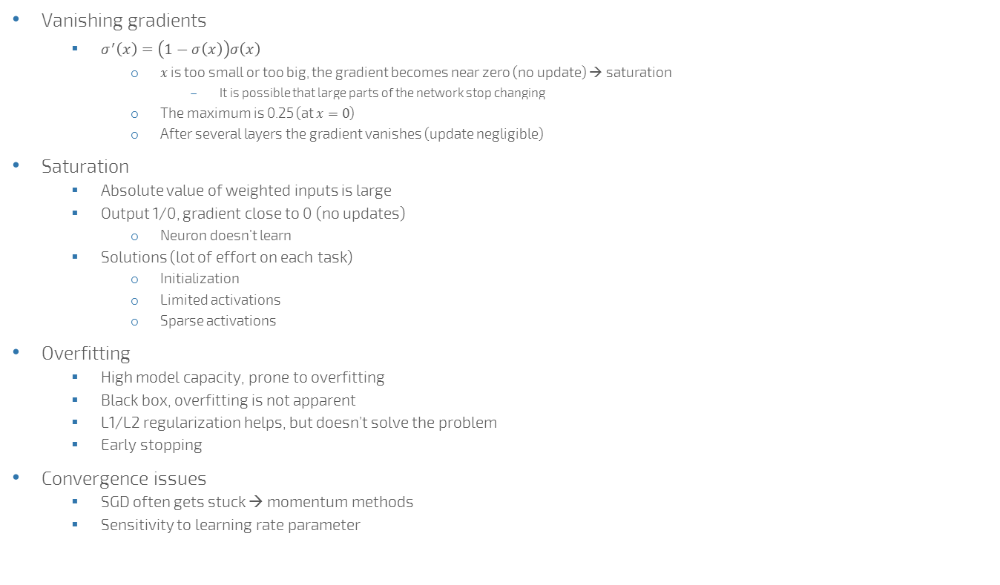 • Vanishing gradients
▪ σ′(x) = (1 − σ(x))σ(x)
o x is too small or too big, the gradient becomes near zero (no update) → saturation
– It is possible that large parts of the network stop changing
o The maximum is 0.25 (at x = 0)
o After several layers the gradient vanishes (update negligible)
• Saturation
▪ Absolute value of weighted inputs is large
▪ Output 1/0, gradient close to 0 (no updates)
o Neuron doesn't learn
▪ Solutions (lot of effort on each task)
o Initialization
o Limited activations
o Sparse activations
• Overfitting
▪ High model capacity, prone to overfitting
▪ Black box, overfitting is not apparent
▪ L1/L2 regularization helps, but doesn't solve the problem
▪ Early stopping
• Convergence issues
▪ SGD often gets stuck → momentum methods
▪ Sensitivity to learning rate parameter